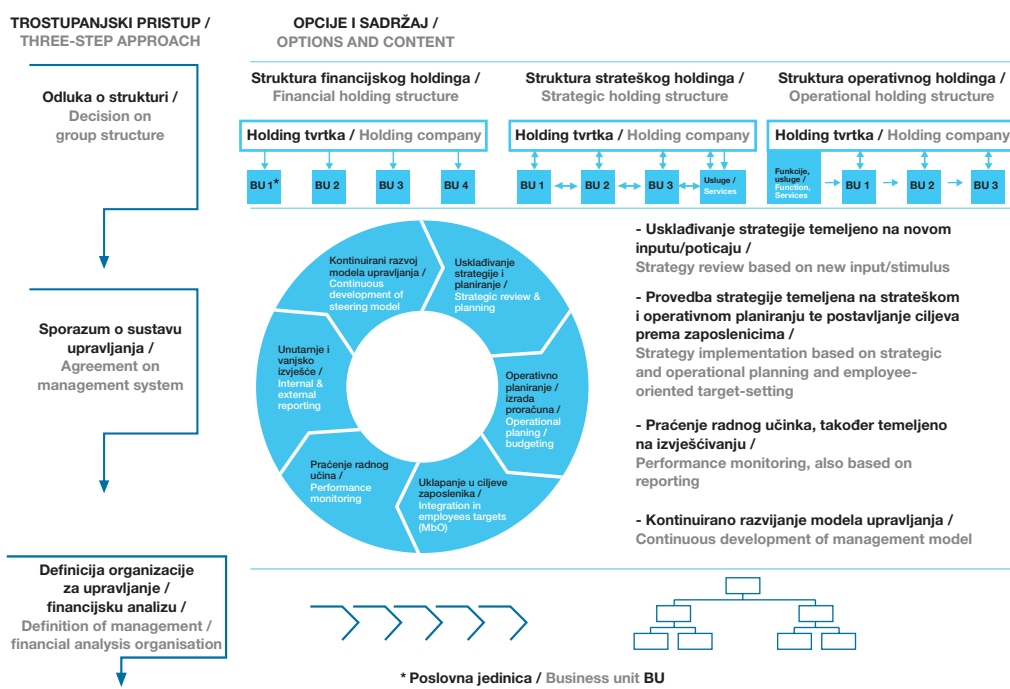 TROSTUPANJSKI PRISTUP /
THREE-STEP APPROACH
OPCIJE I SADRŽAJ /
OPTIONS AND CONTENT
Odluka o strukturi /
Decision on
group structure
Struktura financijskog holdinga /
Financial holding structure
Holding tvrtka / Holding company
BU 1*
BU 2
BU 3
BU 4
Struktura strateškog holdinga /
Strategic holding structure
Holding tvrtka / Holding company
BU 1
BU 2
BU 3
Usluge /
Services
Struktura operativnog holdinga /
Operational holding structure
Holding tvrtka / Holding company
Funkcije,
usluge /
Function,
Services
BU 1
BU 2
BU 3
Sporazum o sustavu
upravljanja /
Agreement on
management system
Kontinuirani razvoj
modela upravljanja /
Continuous
development of
steering model
Usklađivanje
strategije i
planiranje /
Strategic review &
planning
Operativno
planiranje /
izrada
proračuna /
Operational
planing /
budgeting
Uklapanje u ciljeve
zaposlenika /
Integration in
employees targets
(MbO)
Praćenje radnog
učina /
Performance
monitoring
Unutarnje i
vanjsko
izvješće /
Internal &
external
reporting
- Usklađivanje strategije temeljeno na novom
inputu/poticaju /
Strategy review based on new input/stimulus
- Provedba strategije temeljena na strateškom
i operativnom planiranju te postavljanje ciljeva
prema zaposlenicima /
Strategy implementation based on strategic
and operational planning and employee-
oriented target-setting
- Praćenje radnog učinka, također temeljeno
na izvješćivanju /
Performance monitoring, also based on
reporting
- Kontinuirano razvijanje modela upravljanja /
Continuous development of management model
Definicija organizacije
za upravljanje /
financijsku analizu /
Definition of management /
financial analysis organisation
* Poslovna jedinica / Business unit BU